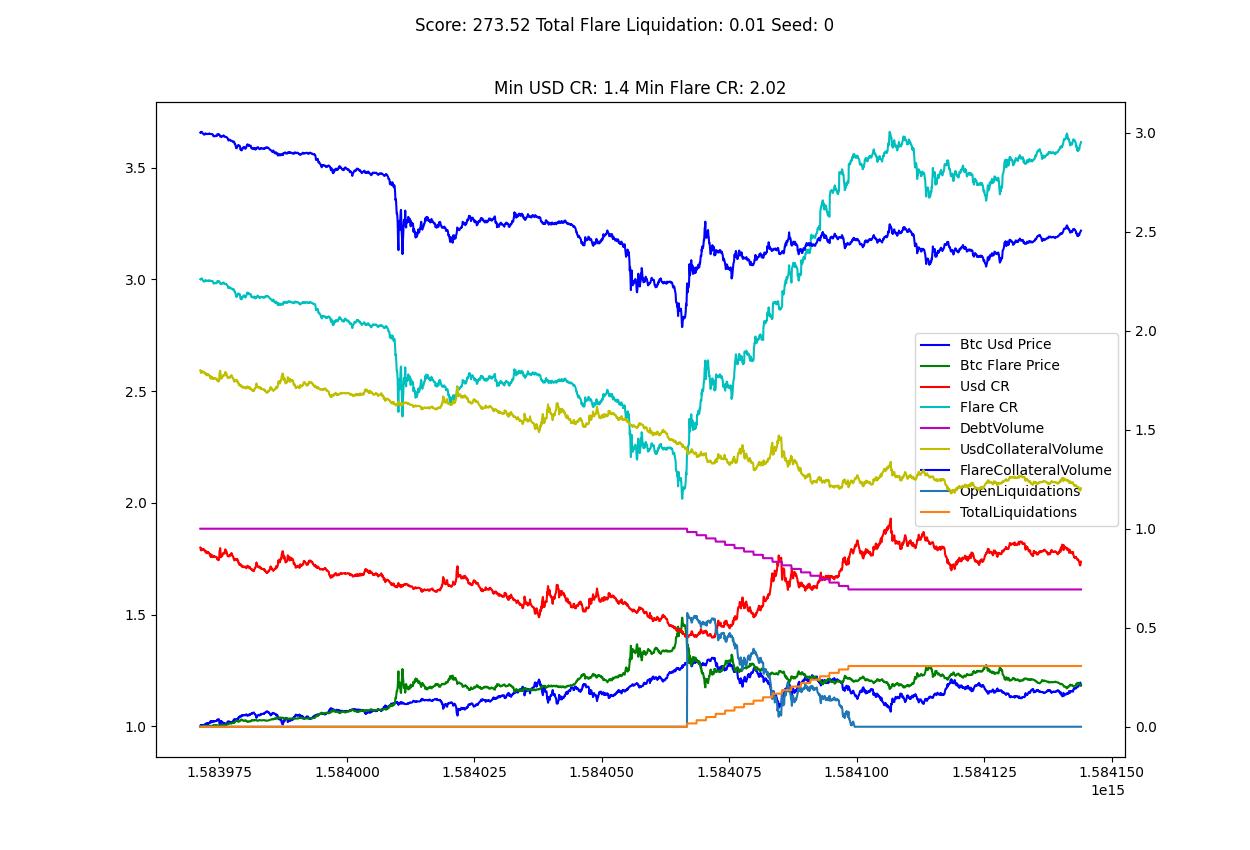 Score: 273.52 Total Flare Liquidation: 0.01 Seed: 0
Min USD CR: 1.4 Min Flare CR: 2.02
3.5
3.0
2.5
2.0
1.5
1.0
3.0
2.5
2.0
1.5
1.0
0.5
0.0
Btc Usd Price
Btc Flare Price
Usd CR
Flare CR
DebtVolume
UsdCollateralVolume
FlareCollateralVolume
OpenLiquidations
TotalLiquidations
1.583975 1.584000 1.584025 1.584050 1.584075 1.584100 1.584125 1.584150
1e15